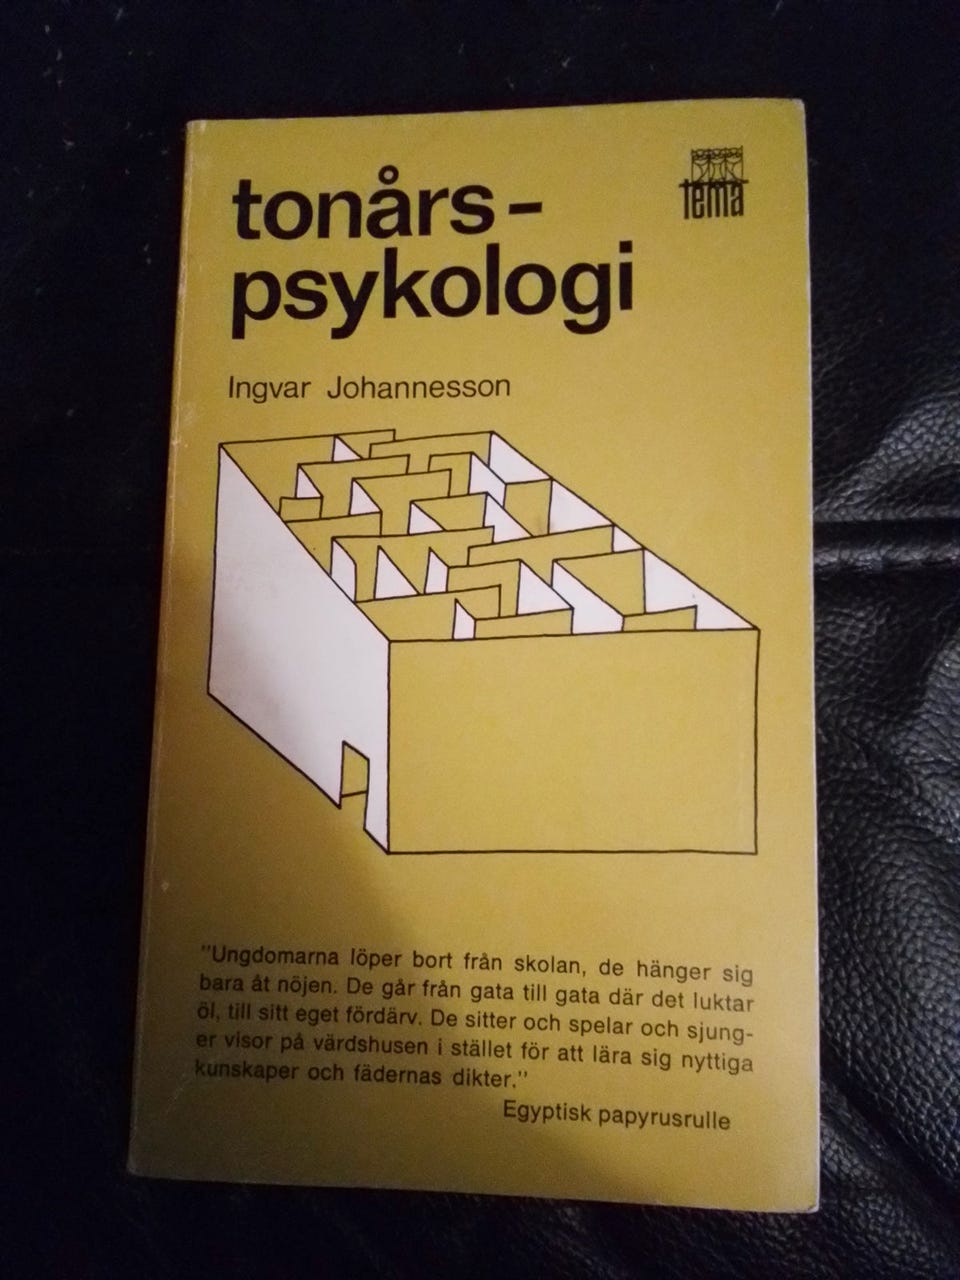 tonårs-
psykologi
tema
Ingvar Johannesson
"Ungdomarna löper bort från skolan, de hänger sig
bara åt nöjen. De går från gata till gata där det luktar
öl, till sitt eget fördärv. De sitter och spelar och sjung-
er visor på värdshusen i stället för att lära sig nyttiga
kunskaper och fädernas dikter."
Egyptisk papyrusrulle